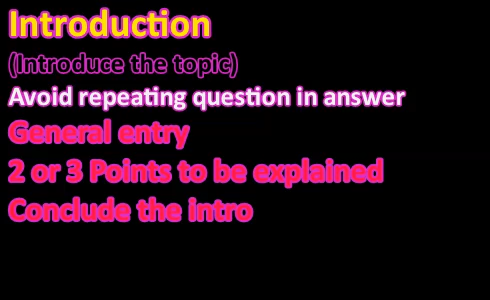 Introduction
(Introduce the topic)
Avoid repeating question in answer
General entry
2 or 3 Points to be explained
Conclude the intro